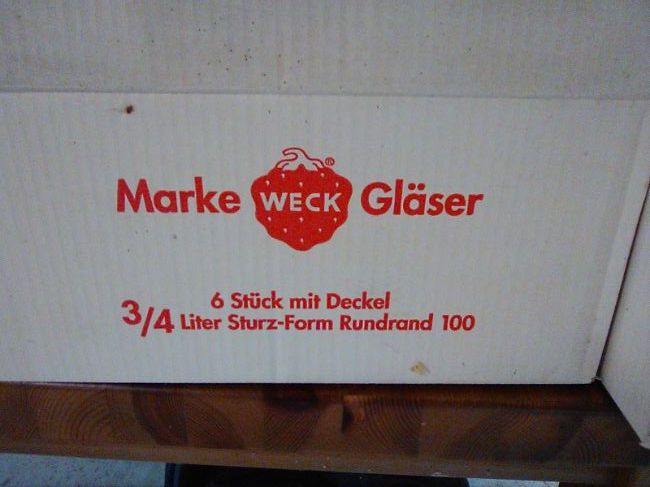 Marke WECK® Gläser
6 Stück mit Deckel
3/4 Liter Sturz-Form Rundrand 100